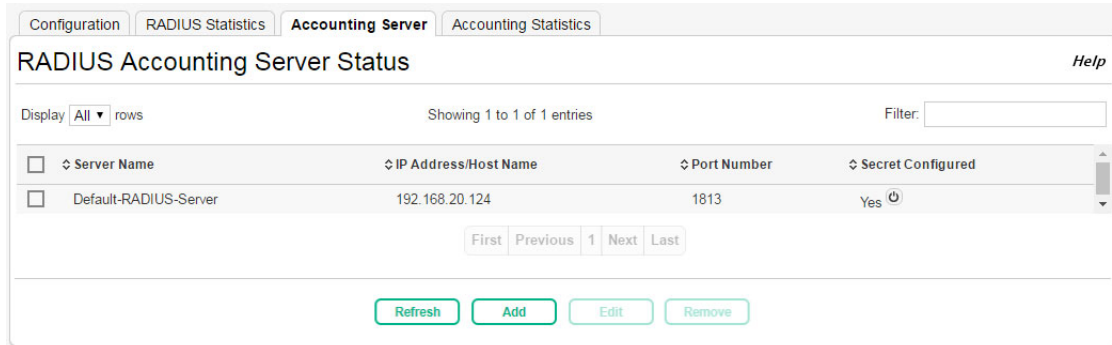 Configuration RADIUS Statistics Accounting Server Accounting Statistics
RADIUS Accounting Server Status Help
Display All rows Showing 1 to 1 of 1 entries Filter:
Server Name IP Address/Host Name Port Number Secret Configured
Default-RADIUS-Server 192.168.20.124 1813 Yes
First Previous 1 Next Last
Refresh Add Edit Remove